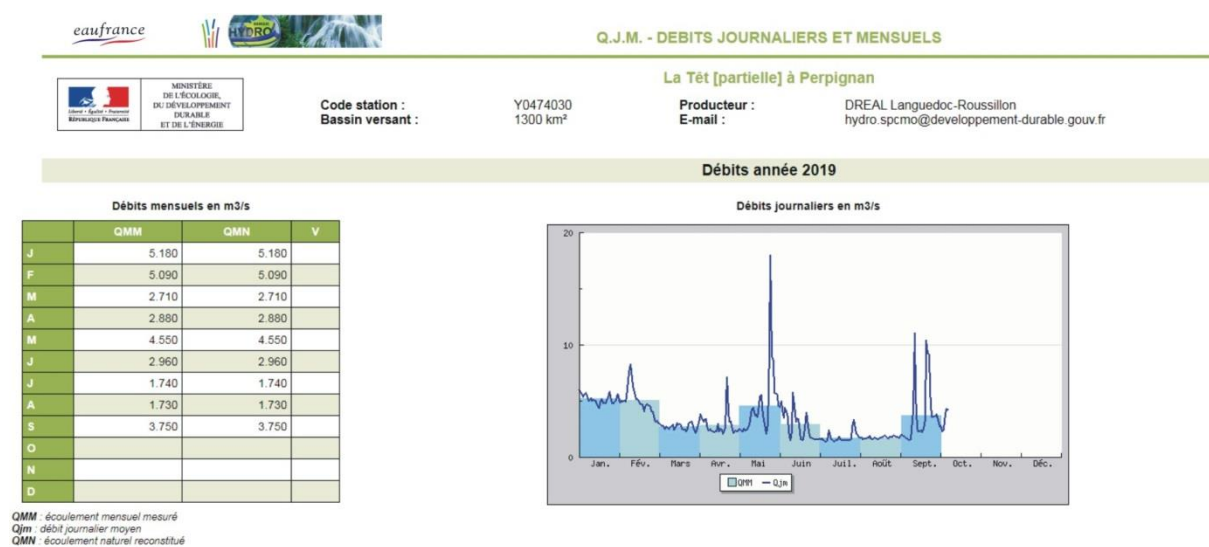 eaufrance
HYDRO
Q.J.M. - DEBITS JOURNALIERS ET MENSUELS
Liberté • Égalité • Fraternité
RÉPUBLIQUE FRANÇAISE
MINISTÈRE
DE L'ÉCOLOGIE,
DU DÉVELOPPEMENT
DURABLE
ET DE L'ÉNERGIE
La Têt [partielle] à Perpignan
Code station : Y0474030 Producteur : DREAL Languedoc-Roussillon
Bassin versant : 1300 km² E-mail : hydro.spcmo@developpement-durable.gouv.fr
Débits année 2019
Débits mensuels en m3/s
QMM QMN V
J 5.180 5.180
F 5.090 5.090
M 2.710 2.710
A 2.880 2.880
M 4.550 4.550
J 2.960 2.960
J 1.740 1.740
A 1.730 1.730
S 3.750 3.750
O
N
D
QMM : écoulement mensuel mesuré
Qjm : débit journalier moyen
QMN : écoulement naturel reconstitué
Débits journaliers en m3/s
20
10
0
Jan. Fév. Mars Avr. Mai Juin Juil. Août Sept. Oct. Nov. Déc.
QMM Qjm